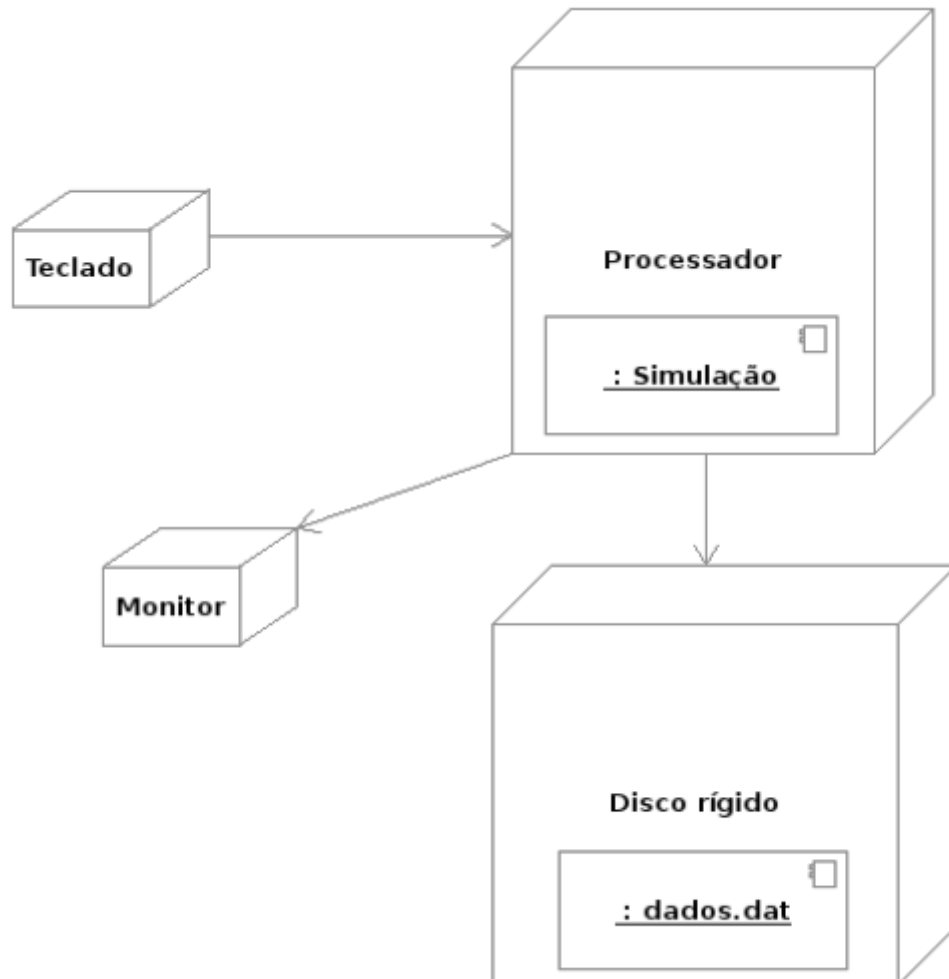 Teclado
Processador
: Simulação
Monitor
Disco rígido
: dados.dat